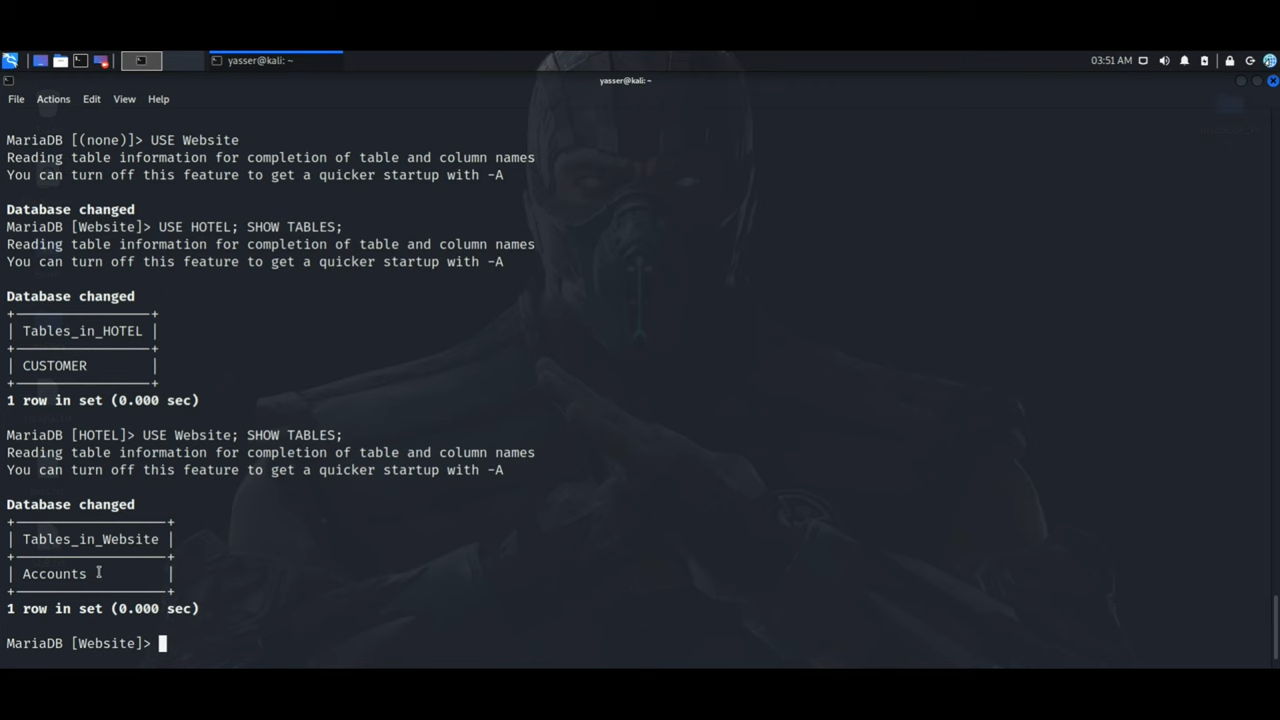 yasser@kali: ~
03:51 AM
yasser@kali: ~
File Actions Edit View Help
MariaDB [(none)]> USE Website
Reading table information for completion of table and column names
You can turn off this feature to get a quicker startup with -A
Database changed
MariaDB [Website]> USE HOTEL; SHOW TABLES;
Reading table information for completion of table and column names
You can turn off this feature to get a quicker startup with -A
Database changed
Tables_in_HOTEL
CUSTOMER
1 row in set (0.000 sec)
MariaDB [HOTEL]> USE Website; SHOW TABLES;
Reading table information for completion of table and column names
You can turn off this feature to get a quicker startup with -A
Database changed
Tables_in_Website
Accounts
1 row in set (0.000 sec)
MariaDB [Website]>